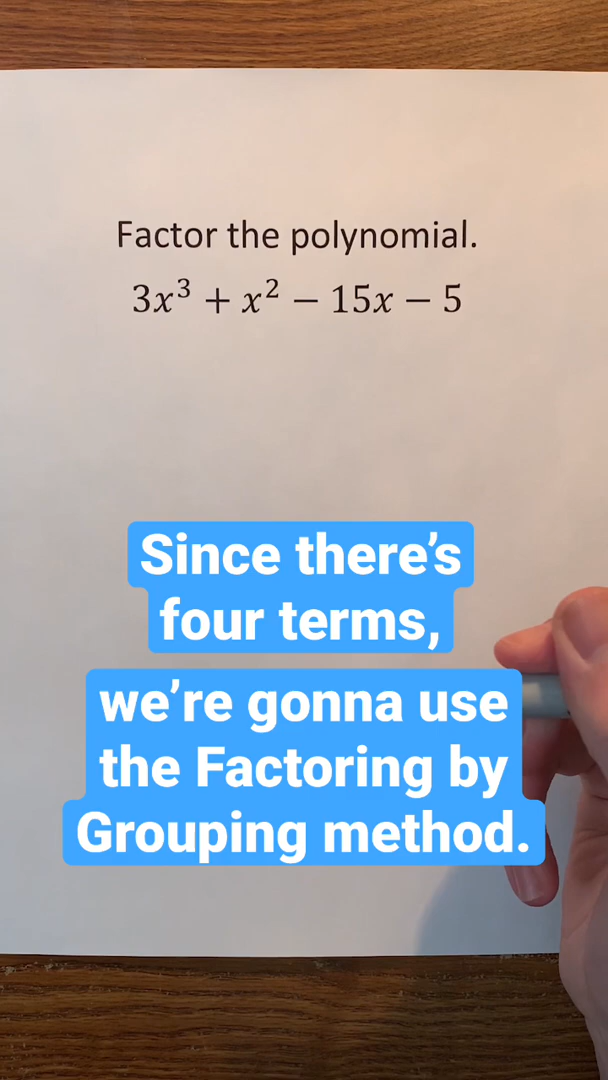 Factor the polynomial.
3x³ + x² − 15x − 5
Since there’s
four terms,
we’re gonna use
the Factoring by
Grouping method.